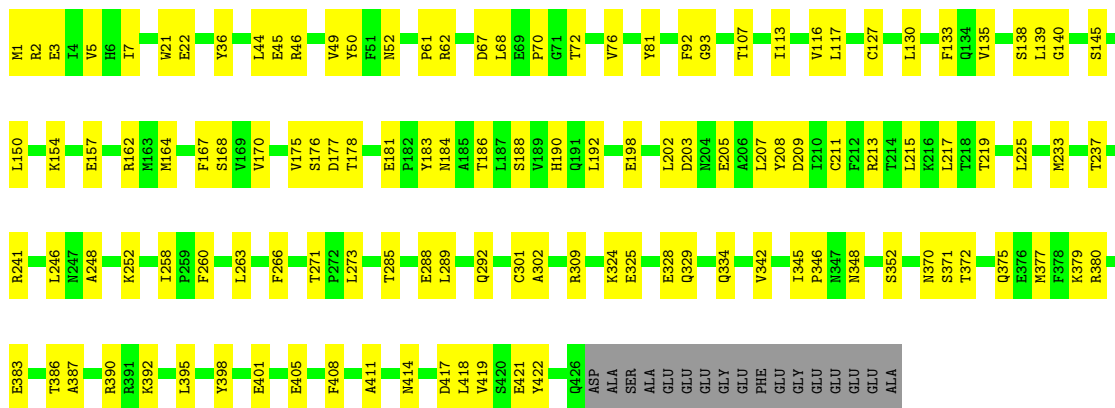 M1 R2 E3 I4 V5 H6 I7 W21 E22 Y36 L44 E45 R46 V49 Y50 F51 N52 P61 R62 D67 L68 E69 P70 G71 T72 V76 Y81 F92 G93 T107 I113 V116 L117 C127 L130 F133 Q134 V135 S138 L139 G140 S145
L150 K154 E157 R162 M163 M164 F167 S168 V169 V170 V175 S176 D177 T178 E181 P182 Y183 N184 A185 T186 L187 S188 V189 H190 Q191 L192 E198 L202 D203 N204 E205 A206 L207 Y208 D209 I210 C211 F212 R213 T214 L215 K216 L217 T218 T219 L225 M233 T237
R241 L246 N247 A248 K252 I258 P259 F260 L263 F266 T271 P272 L273 T285 E288 L289 Q292 C301 A302 R309 K324 E325 E328 Q329 Q334 V342 I345 P346 N347 N348 S352 N370 S371 T372 Q375 E376 M377 F378 K379 R380
E383 T386 A387 R390 R391 K392 L395 Y398 E401 E405 F408 A411 N414 D417 L418 V419 S420 E421 Y422 Q426 ASP ALA SER ALA GLU GLU GLU GLY GLU PHE GLU GLY GLU GLU GLU GLU ALA